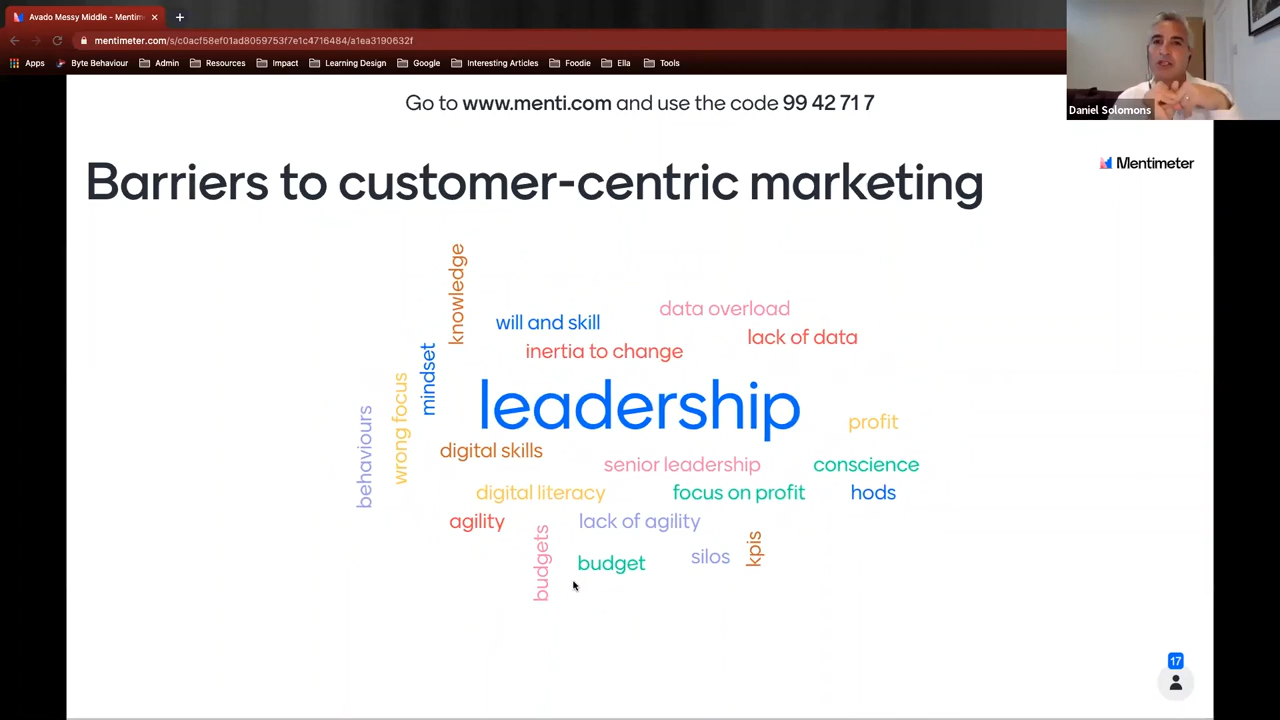 Avado Messy Middle - Mentim
mentimeter.com/s/c0acf58ef01ad8059753f7e1c4716484/a1ea3190632f
Apps Byte Behaviour Admin Resources Impact Learning Design Google Interesting Articles Foodie Ella Tools
Daniel Solomons
Go to www.menti.com and use the code 99 42 71 7
Mentimeter
Barriers to customer-centric marketing
knowledge
data overload
will and skill
lack of data
inertia to change
mindset
wrong focus
behaviours
leadership
profit
digital skills
senior leadership
conscience
digital literacy
focus on profit
hods
agility
lack of agility
budgets
kpis
silos
budget
17